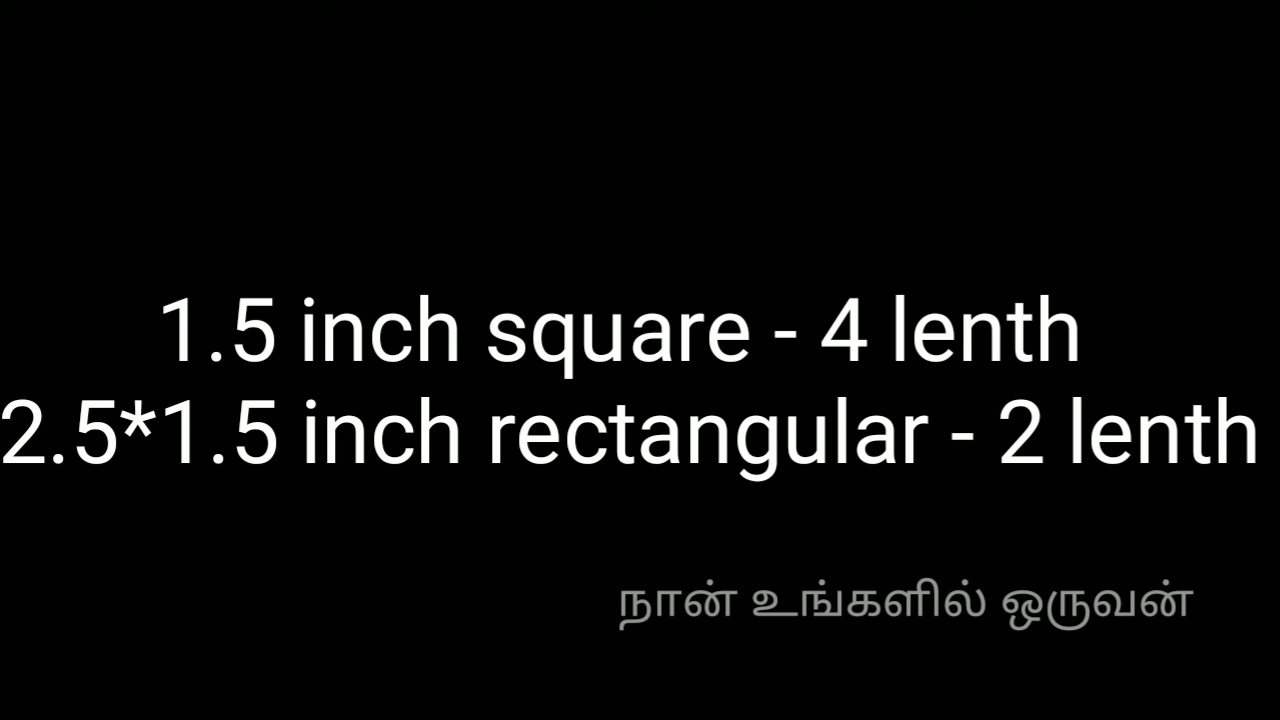 1.5 inch square - 4 lenth
2.5*1.5 inch rectangular - 2 lenth
நான் உங்களில் ஒருவன்